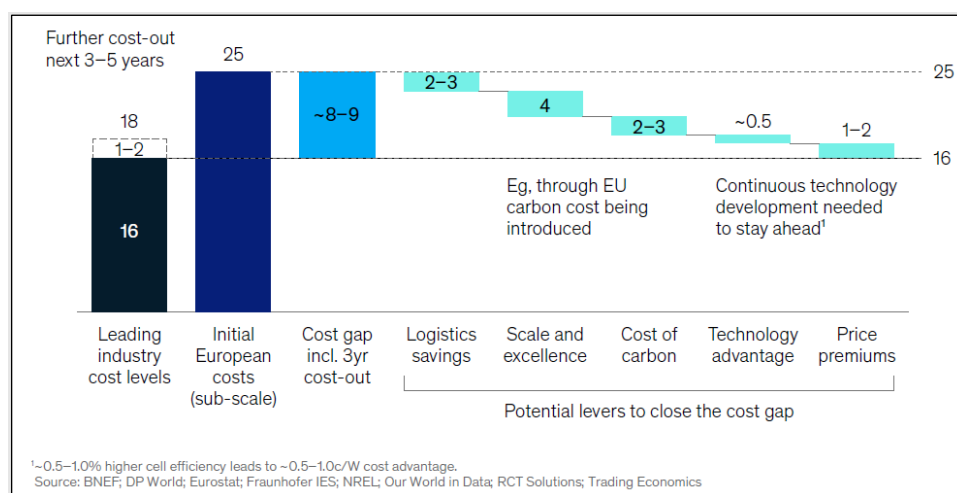 Further cost-out
next 3–5 years
18
1–2
16
25
~8–9
2–3
4
2–3
~0.5
1–2
25
16
Eg, through EU
carbon cost being
introduced
Continuous technology
development needed
to stay ahead¹
Leading
industry
cost levels
Initial
European
costs
(sub-scale)
Cost gap
incl. 3yr
cost-out
Logistics
savings
Scale and
excellence
Cost of
carbon
Technology
advantage
Price
premiums
Potential levers to close the cost gap
¹~0.5–1.0% higher cell efficiency leads to ~0.5–1.0c/W cost advantage.
Source: BNEF; DP World; Eurostat; Fraunhofer IES; NREL; Our World in Data; RCT Solutions; Trading Economics